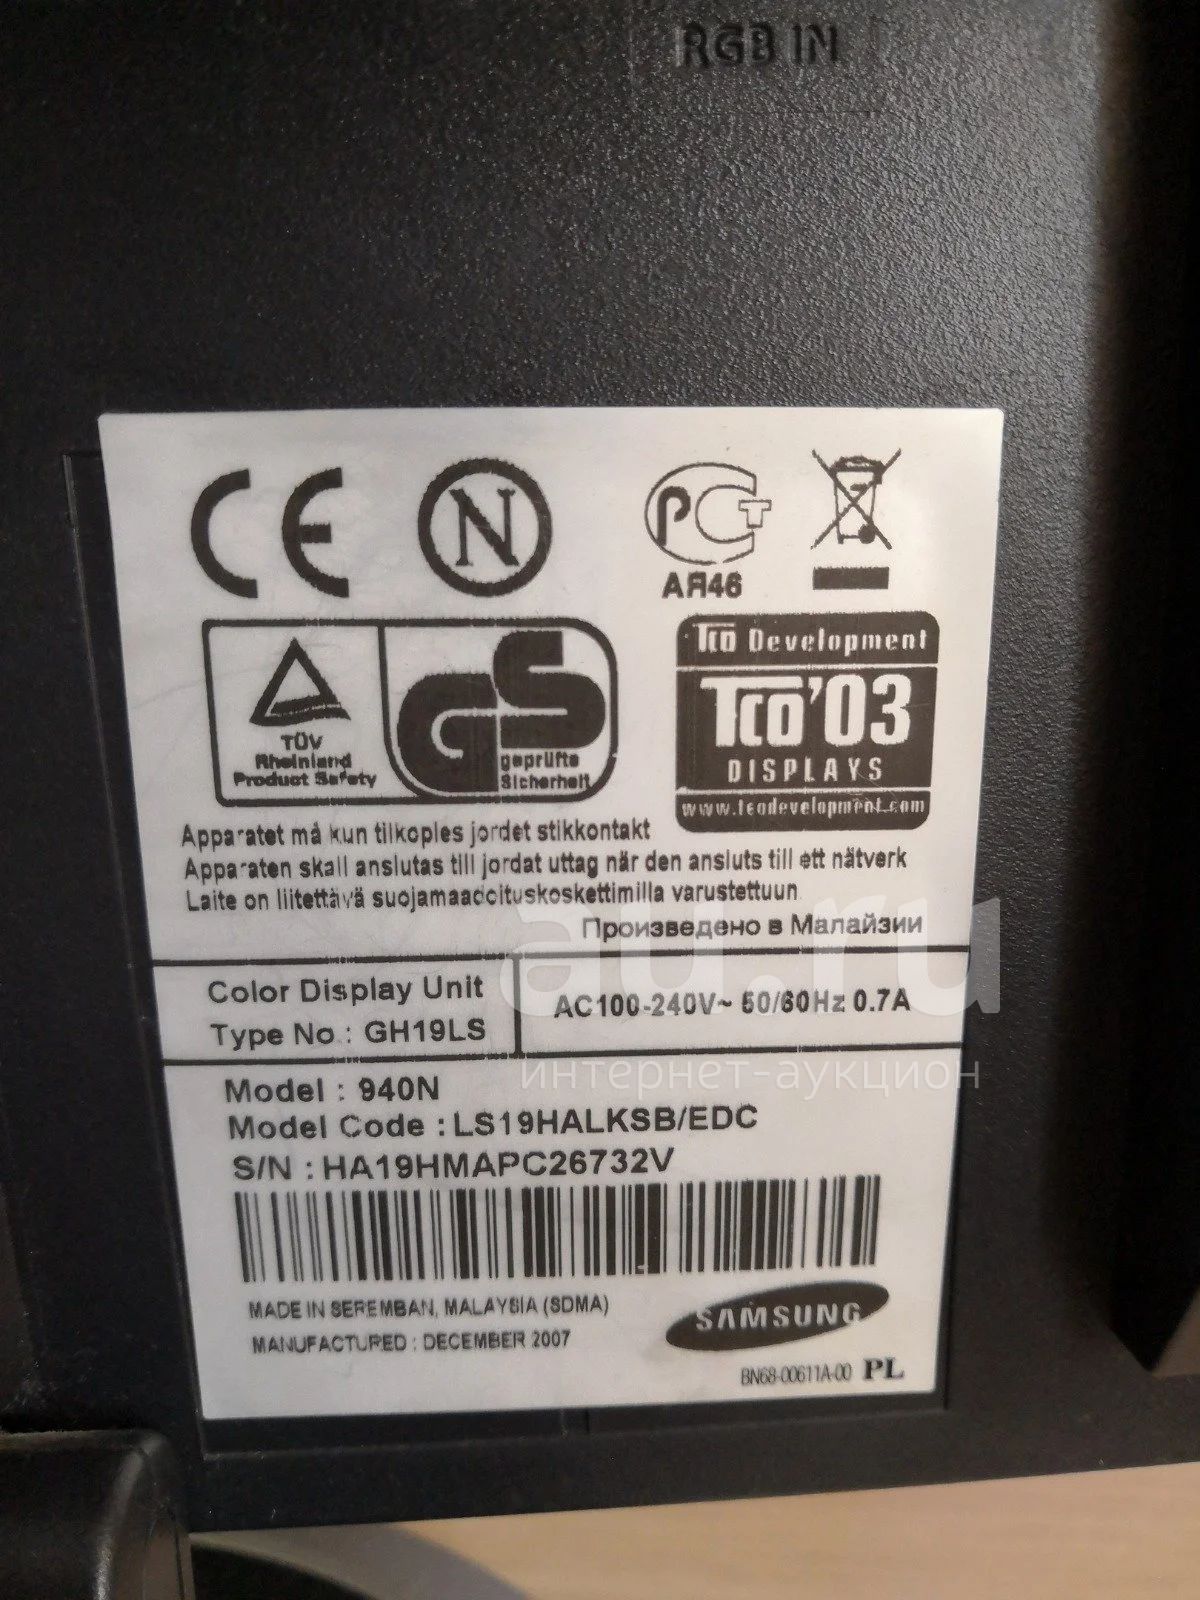 RGB IN
CE N РСТ
АЯ46
TCO Development
TCO'03
DISPLAYS
www.tcodevelopment.com
TÜV
Rheinland
Product Safety
GS
geprüfte
Sicherheit
Apparatet må kun tilkoples jordet stikkontakt
Apparaten skall anslutas till jordat uttag när den ansluts till ett nätverk
Laite on liitettävä suojamaadoituskoskettimilla varustettuun
Произведено в Малайзии
au.ru
интернет-аукцион
Color Display Unit
Type No : GH19LS
AC100-240V~ 50/60Hz 0.7A
Model : 940N
Model Code : LS19HALKSB/EDC
S/N : HA19HMAPC26732V
MADE IN SEREMBAN, MALAYSIA (SDMA)
MANUFACTURED : DECEMBER 2007
SAMSUNG
BN68-00611A-00 PL